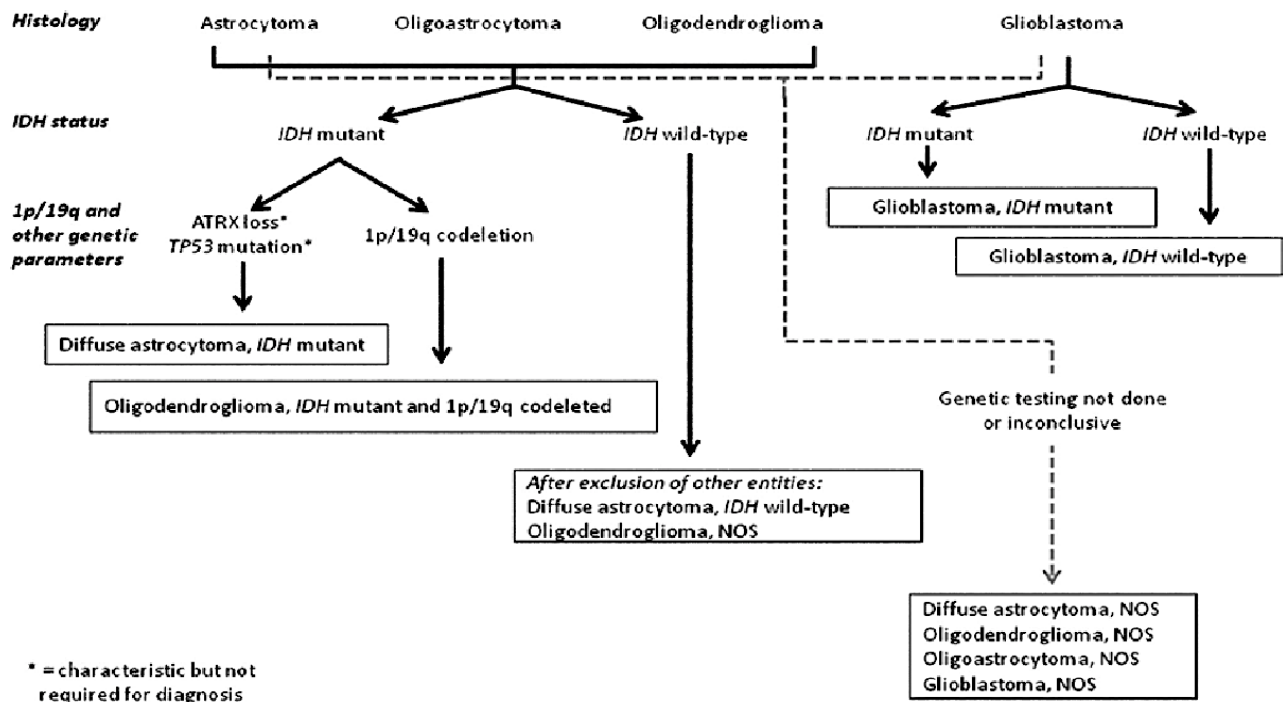 Histology
Astrocytoma
Oligoastrocytoma
Oligodendroglioma
Glioblastoma
IDH status
IDH mutant
IDH wild-type
IDH mutant
IDH wild-type
Glioblastoma, IDH mutant
Glioblastoma, IDH wild-type
1p/19q and
other genetic
parameters
ATRX loss*
TP53 mutation*
1p/19q codeletion
Diffuse astrocytoma, IDH mutant
Oligodendroglioma, IDH mutant and 1p/19q codeleted
Genetic testing not done
or inconclusive
After exclusion of other entities:
Diffuse astrocytoma, IDH wild-type
Oligodendroglioma, NOS
Diffuse astrocytoma, NOS
Oligodendroglioma, NOS
Oligoastrocytoma, NOS
Glioblastoma, NOS
* = characteristic but not
required for diagnosis